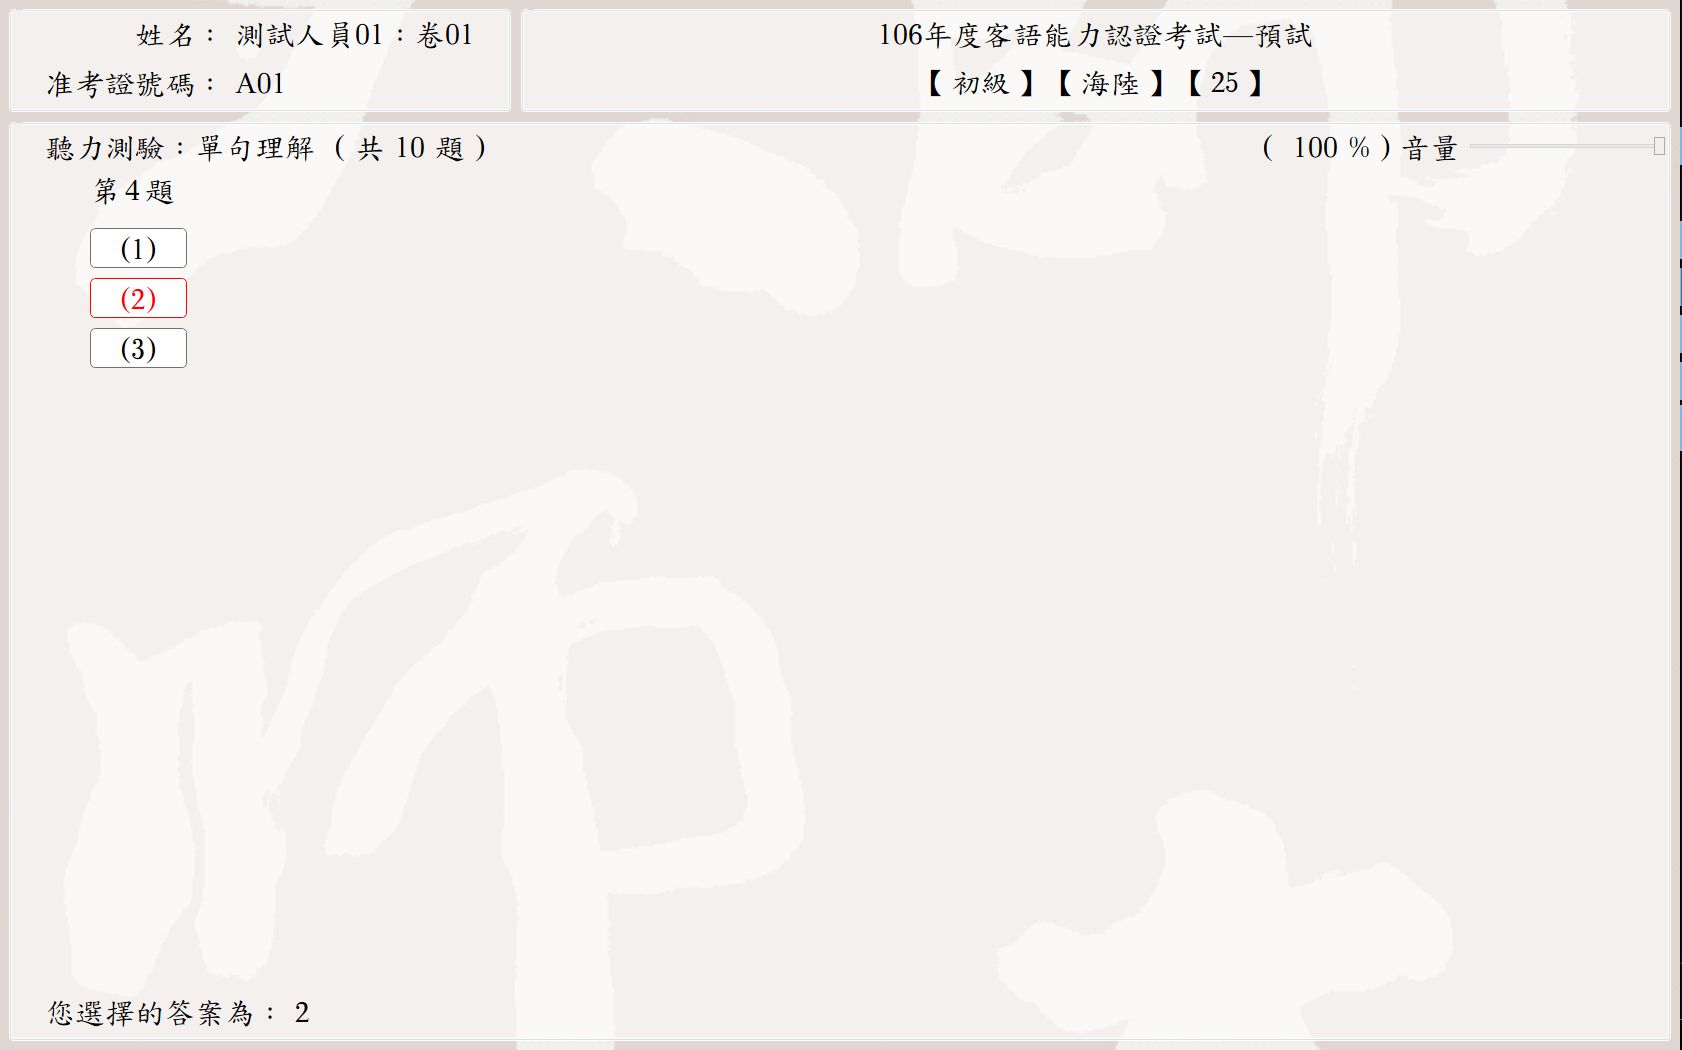 姓名： 測試人員01：卷01
准考證號碼： A01
106年度客語能力認證考試—預試
【 初級 】【 海陸 】【 25 】
聽力測驗：單句理解 ( 共 10 題 )
( 100 % ) 音量
第 4 題
(1)
(2)
(3)
您選擇的答案為： 2